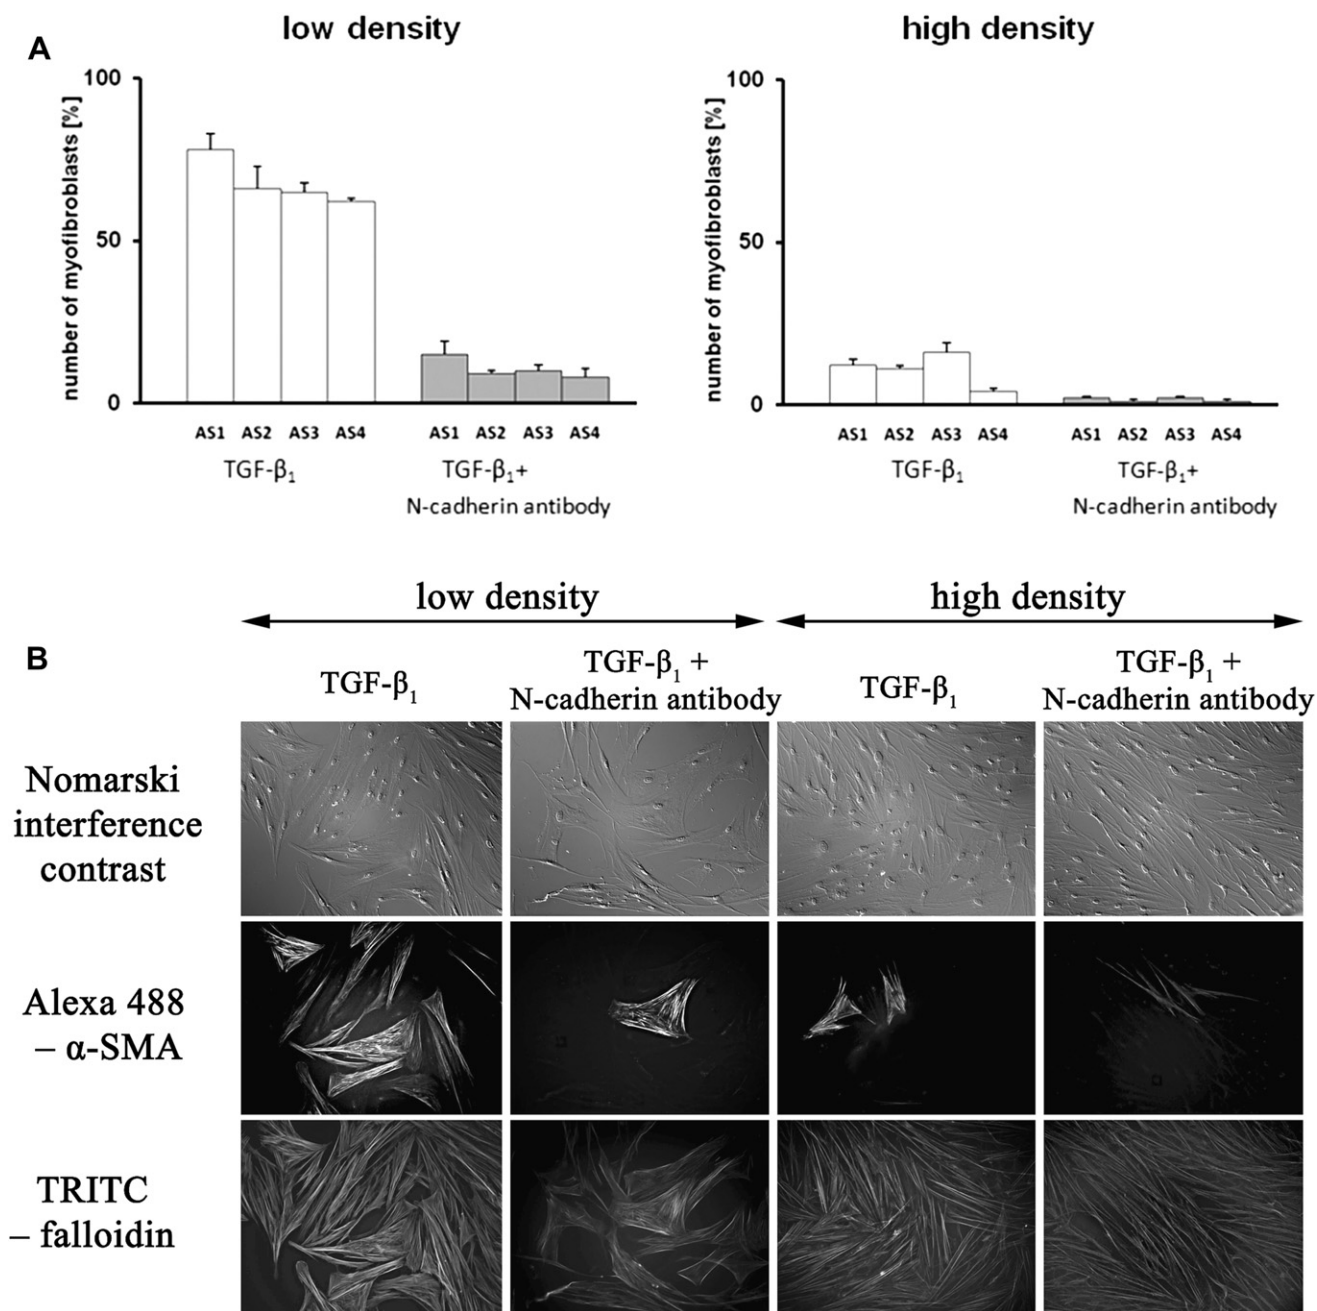 A
low density
high density
number of myofibroblasts [%]
100
50
0
AS1 AS2 AS3 AS4
AS1 AS2 AS3 AS4
TGF-β₁
TGF-β₁+
N-cadherin antibody
number of myofibroblasts [%]
100
50
0
AS1 AS2 AS3 AS4
AS1 AS2 AS3 AS4
TGF-β₁
TGF-β₁+
N-cadherin antibody
low density
high density
B
TGF-β₁
TGF-β₁ +
N-cadherin antibody
TGF-β₁
TGF-β₁ +
N-cadherin antibody
Nomarski
interference
contrast
Alexa 488
– α-SMA
TRITC
– falloidin